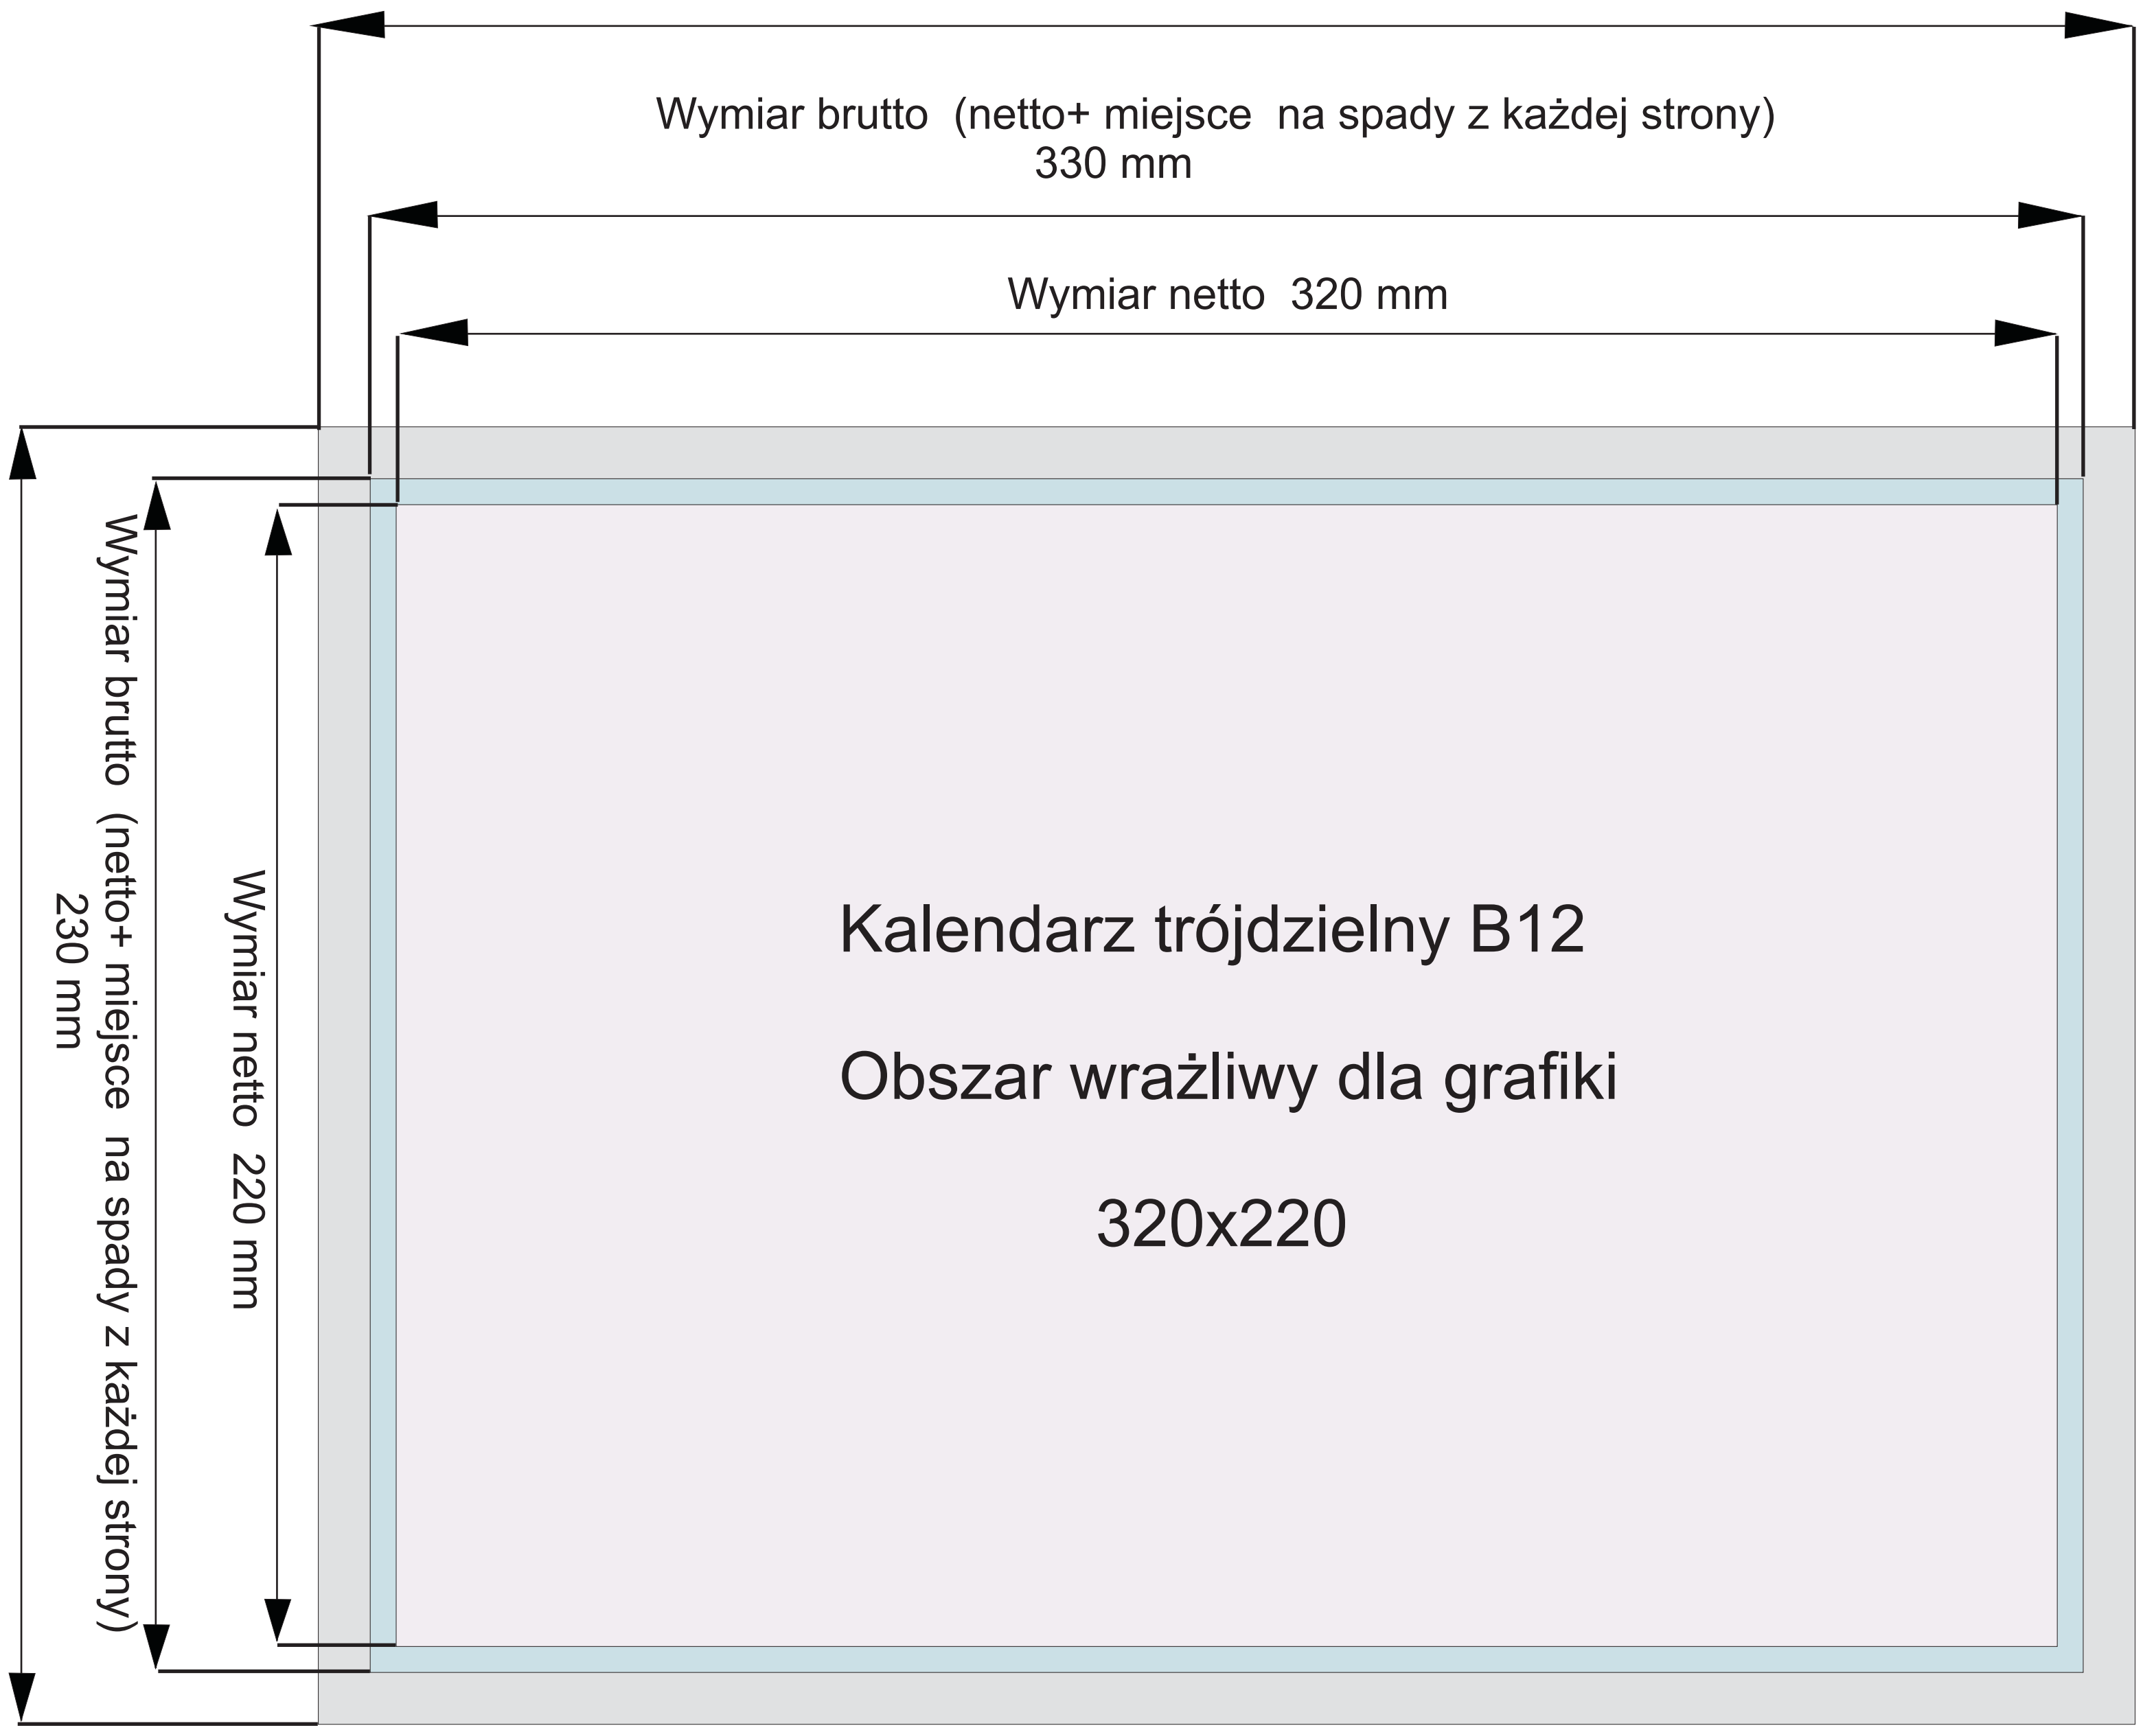 Wymiar brutto (netto+ miejsce na spady z każdej strony)
330 mm
Wymiar netto 320 mm
Wymiar brutto (netto+ miejsce na spady z każdej strony)
230 mm
Wymiar netto 220 mm
Kalendarz trójdzielny B12
Obszar wrażliwy dla grafiki
320x220